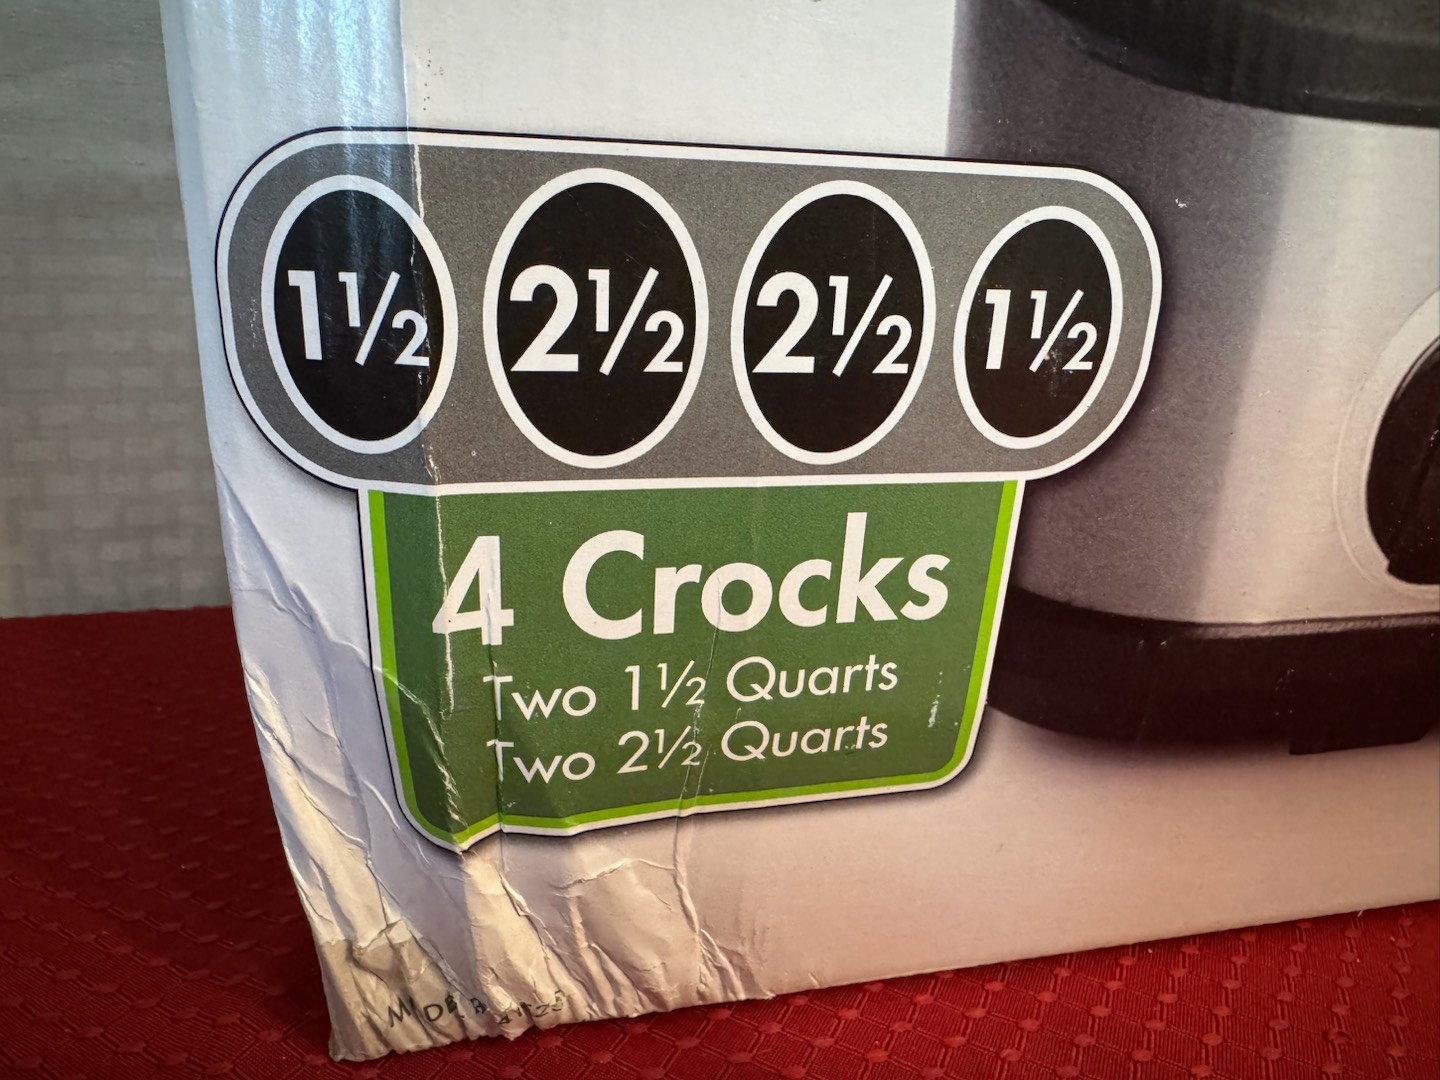 1½ 2½ 2½ 1½
4 Crocks
Two 1½ Quarts
Two 2½ Quarts